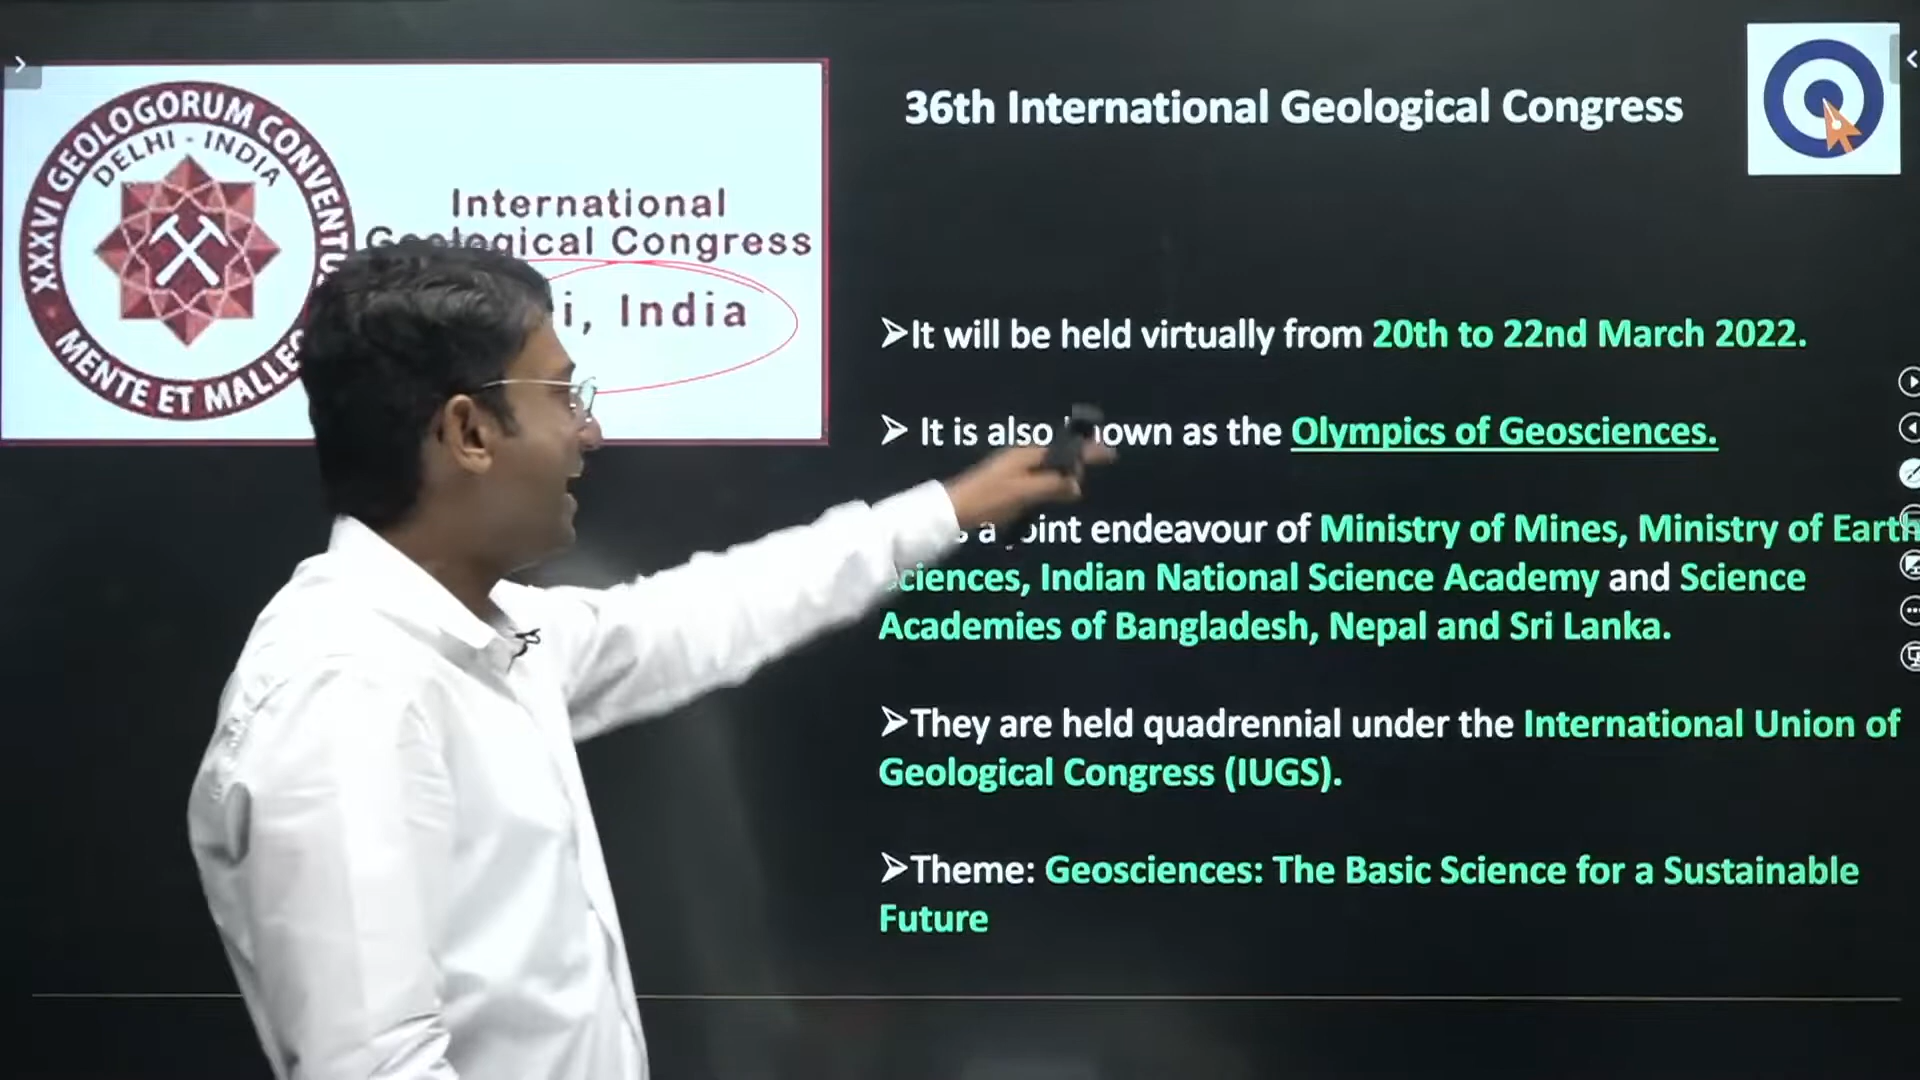 XXXVI GEOLOGORUM CONVENTU
DELHI - INDIA
MENTE ET MALLEO
International
Geological Congress
i, India
36th International Geological Congress
➢It will be held virtually from 20th to 22nd March 2022.
➢ It is also known as the Olympics of Geosciences.
a joint endeavour of Ministry of Mines, Ministry of Earth
Sciences, Indian National Science Academy and Science
Academies of Bangladesh, Nepal and Sri Lanka.
➢They are held quadrennial under the International Union of
Geological Congress (IUGS).
➢Theme: Geosciences: The Basic Science for a Sustainable
Future